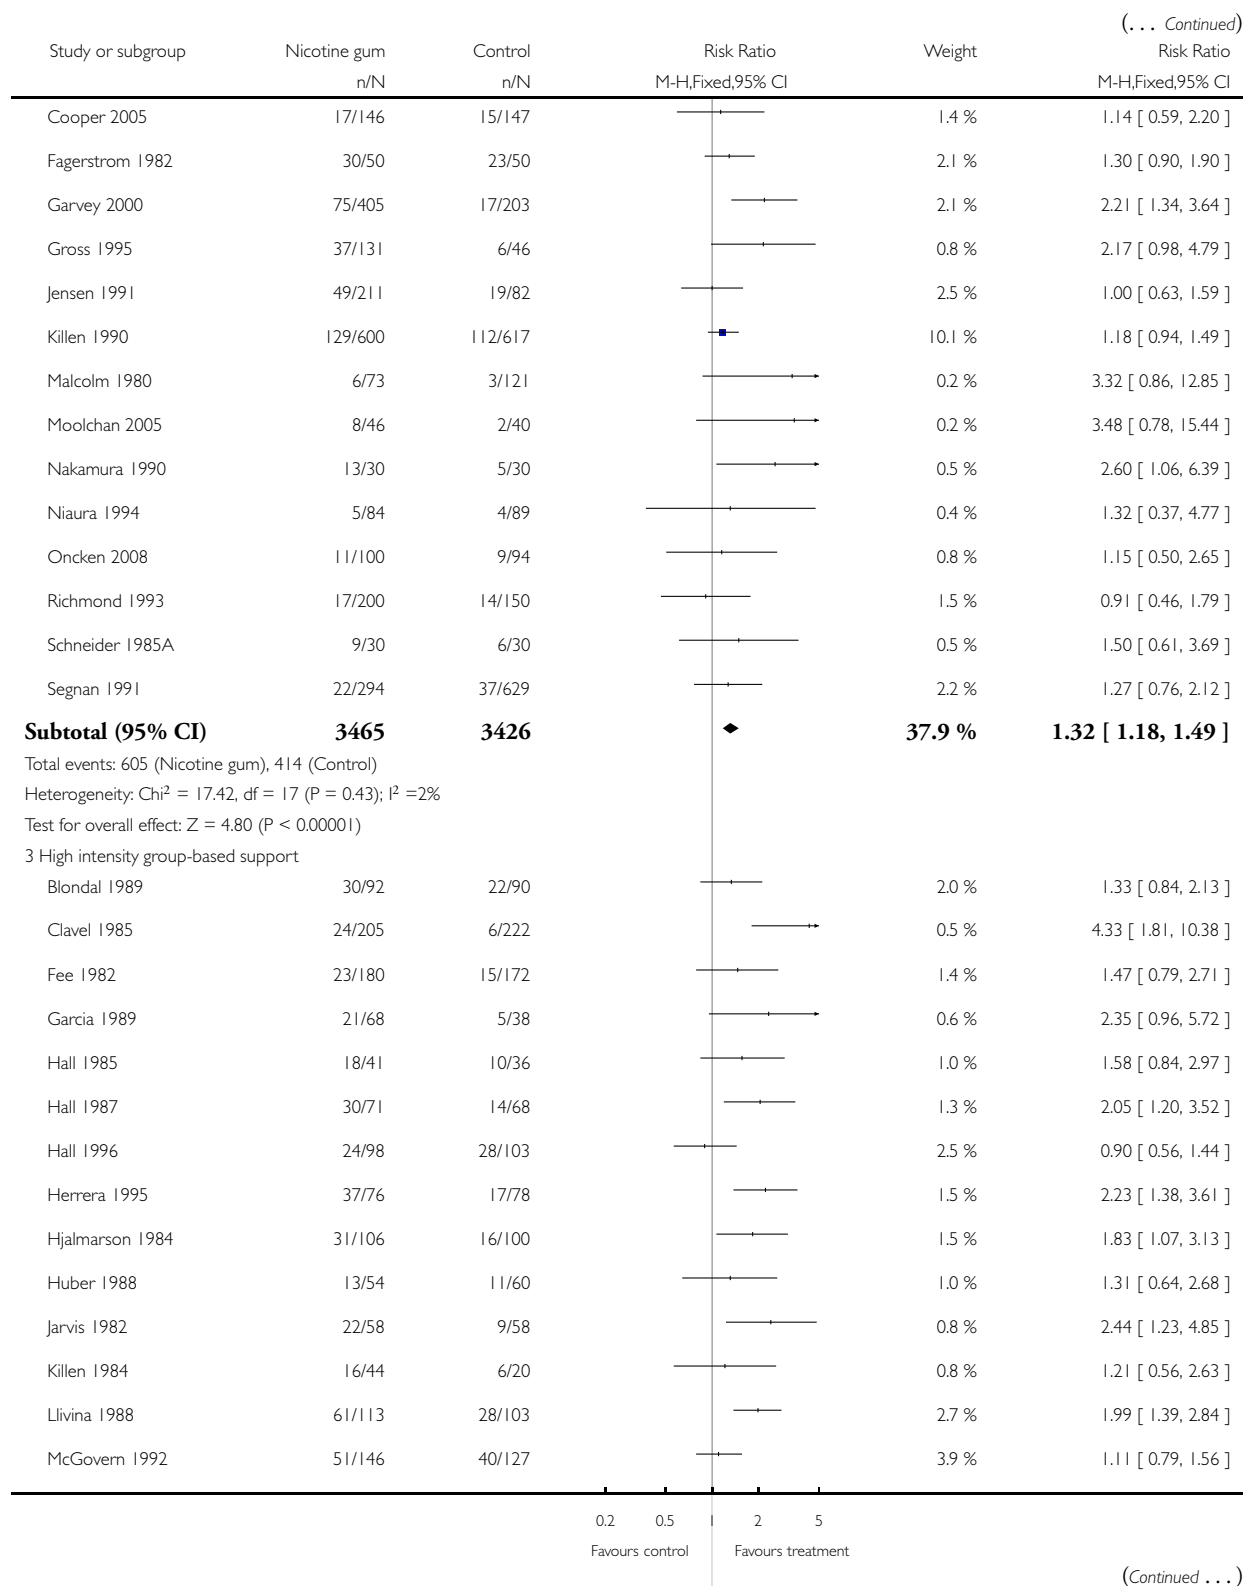 (... Continued)
Study or subgroup Nicotine gum Control Risk Ratio Weight Risk Ratio
n/N n/N M-H,Fixed,95% CI M-H,Fixed,95% CI
Cooper 2005 17/146 15/147 1.4 % 1.14 [ 0.59, 2.20 ]
Fagerstrom 1982 30/50 23/50 2.1 % 1.30 [ 0.90, 1.90 ]
Garvey 2000 75/405 17/203 2.1 % 2.21 [ 1.34, 3.64 ]
Gross 1995 37/131 6/46 0.8 % 2.17 [ 0.98, 4.79 ]
Jensen 1991 49/211 19/82 2.5 % 1.00 [ 0.63, 1.59 ]
Killen 1990 129/600 112/617 10.1 % 1.18 [ 0.94, 1.49 ]
Malcolm 1980 6/73 3/121 0.2 % 3.32 [ 0.86, 12.85 ]
Moolchan 2005 8/46 2/40 0.2 % 3.48 [ 0.78, 15.44 ]
Nakamura 1990 13/30 5/30 0.5 % 2.60 [ 1.06, 6.39 ]
Niaura 1994 5/84 4/89 0.4 % 1.32 [ 0.37, 4.77 ]
Oncken 2008 11/100 9/94 0.8 % 1.15 [ 0.50, 2.65 ]
Richmond 1993 17/200 14/150 1.5 % 0.91 [ 0.46, 1.79 ]
Schneider 1985A 9/30 6/30 0.5 % 1.50 [ 0.61, 3.69 ]
Segnan 1991 22/294 37/629 2.2 % 1.27 [ 0.76, 2.12 ]
Subtotal (95% CI) 3465 3426 37.9 % 1.32 [ 1.18, 1.49 ]
Total events: 605 (Nicotine gum), 414 (Control)
Heterogeneity: Chi² = 17.42, df = 17 (P = 0.43); I² =2%
Test for overall effect: Z = 4.80 (P < 0.00001)
3 High intensity group-based support
Blondal 1989 30/92 22/90 2.0 % 1.33 [ 0.84, 2.13 ]
Clavel 1985 24/205 6/222 0.5 % 4.33 [ 1.81, 10.38 ]
Fee 1982 23/180 15/172 1.4 % 1.47 [ 0.79, 2.71 ]
Garcia 1989 21/68 5/38 0.6 % 2.35 [ 0.96, 5.72 ]
Hall 1985 18/41 10/36 1.0 % 1.58 [ 0.84, 2.97 ]
Hall 1987 30/71 14/68 1.3 % 2.05 [ 1.20, 3.52 ]
Hall 1996 24/98 28/103 2.5 % 0.90 [ 0.56, 1.44 ]
Herrera 1995 37/76 17/78 1.5 % 2.23 [ 1.38, 3.61 ]
Hjalmarson 1984 31/106 16/100 1.5 % 1.83 [ 1.07, 3.13 ]
Huber 1988 13/54 11/60 1.0 % 1.31 [ 0.64, 2.68 ]
Jarvis 1982 22/58 9/58 0.8 % 2.44 [ 1.23, 4.85 ]
Killen 1984 16/44 6/20 0.8 % 1.21 [ 0.56, 2.63 ]
Llivina 1988 61/113 28/103 2.7 % 1.99 [ 1.39, 2.84 ]
McGovern 1992 51/146 40/127 3.9 % 1.11 [ 0.79, 1.56 ]
0.2 0.5 1 2 5
Favours control Favours treatment
(Continued ...)